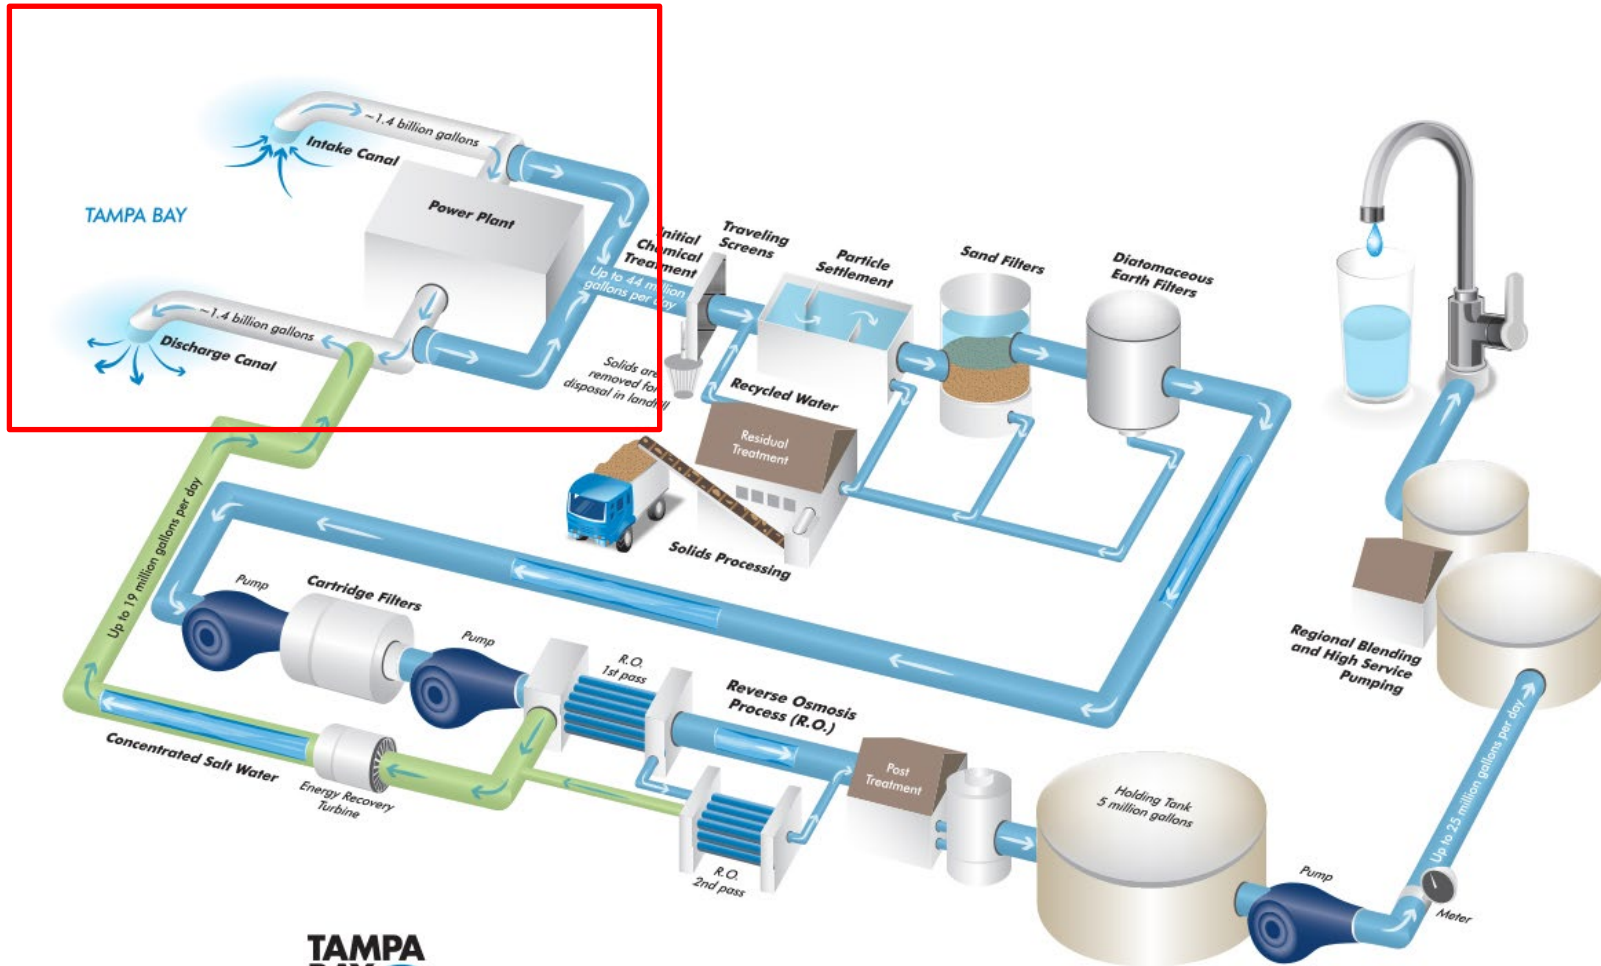 ~1.4 billion gallons
Intake Canal
TAMPA BAY
Power Plant
~1.4 billion gallons
Discharge Canal
Initial
Chemical
Treatment
Up to 44 million
gallons per day
Traveling
Screens
Particle
Settlement
Sand Filters
Diatomaceous
Earth Filters
Solids are
removed for
disposal in landfill
Recycled Water
Residual
Treatment
Solids Processing
Up to 19 million gallons per day
Pump
Cartridge Filters
Pump
R.O.
1st pass
Reverse Osmosis
Process (R.O.)
Concentrated Salt Water
Energy Recovery
Turbine
R.O.
2nd pass
Post
Treatment
Holding Tank
5 million gallons
Pump
Meter
Up to 25 million gallons per day
Regional Blending
and High Service
Pumping
TAMPA
BAY